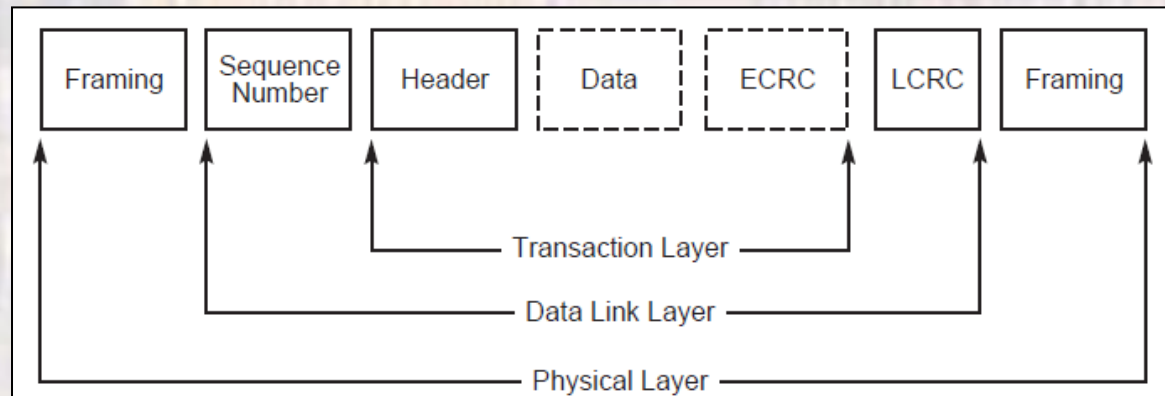 Framing
Sequence
Number
Header
Data
ECRC
LCRC
Framing
Transaction Layer
Data Link Layer
Physical Layer